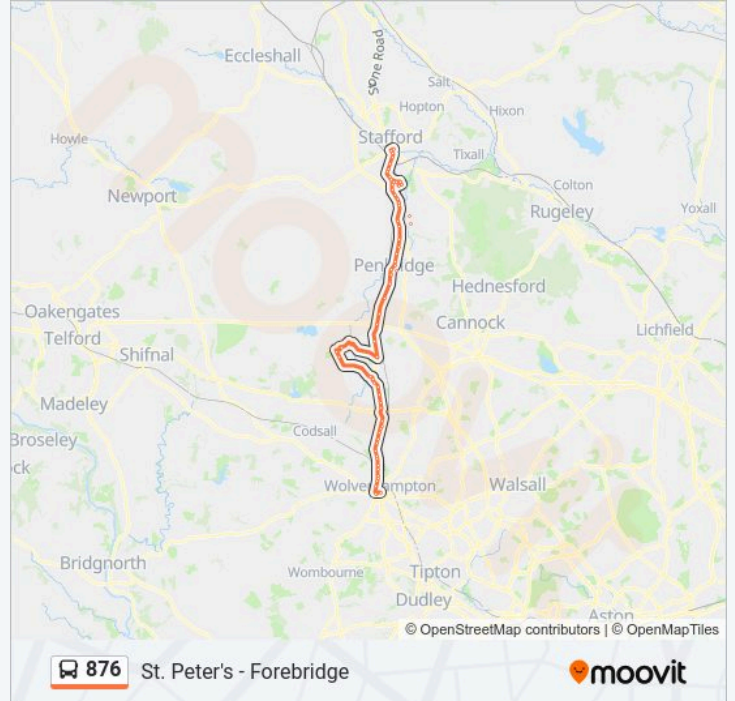 Stone Road
Eccleshall
Salt
Hopton
Hixon
Stafford
Howle
Tixall
Colton
Newport
Rugeley
Yoxall
Penkridge
Hednesford
Oakengates
Telford
Cannock
Lichfield
Shifnal
Madeley
Codsall
Broseley
ck
Wolverhampton
Walsall
Bridgnorth
Wombourne
Tipton
Dudley
Aston
© OpenStreetMap contributors | © OpenMapTiles
876 St. Peter's - Forebridge
moovit